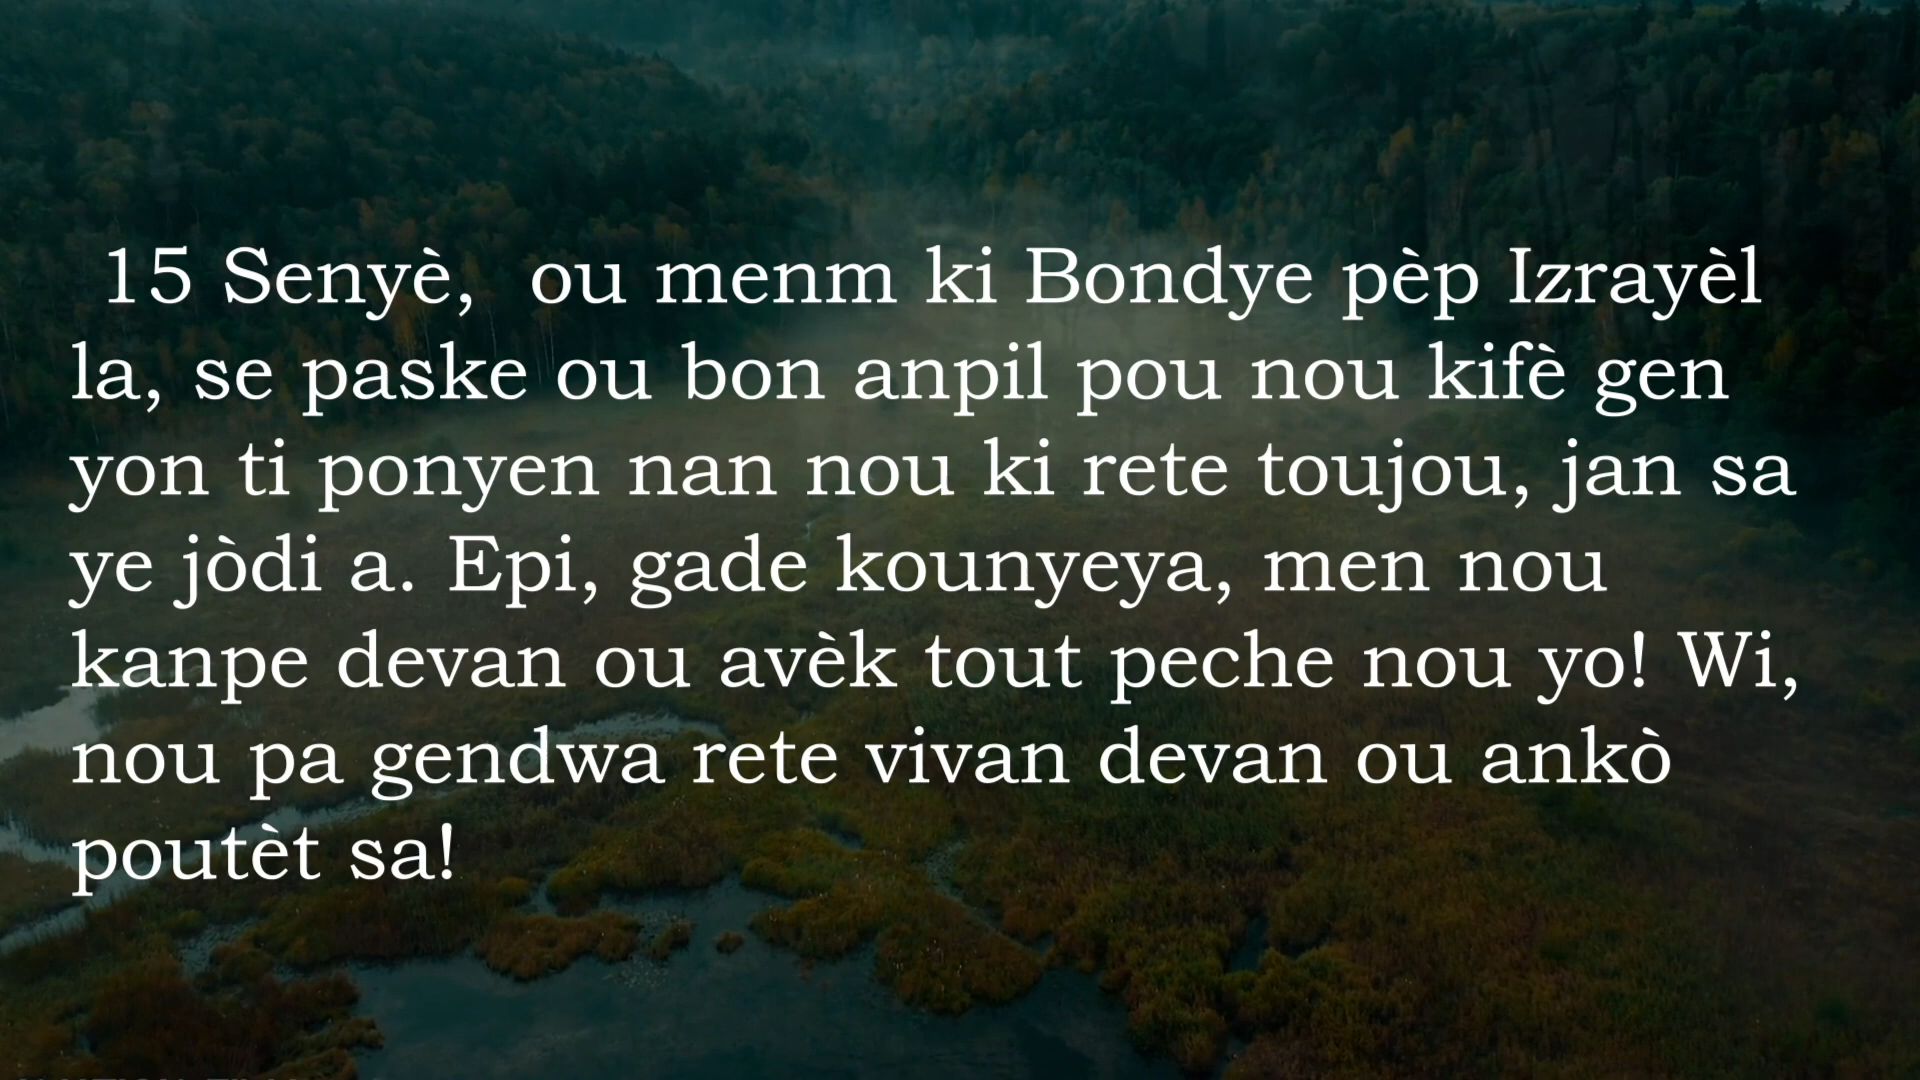 15 Senyè, ou menm ki Bondye pèp Izrayèl
la, se paske ou bon anpil pou nou kifè gen
yon ti ponyen nan nou ki rete toujou, jan sa
ye jòdi a. Epi, gade kounyeya, men nou
kanpe devan ou avèk tout peche nou yo! Wi,
nou pa gendwa rete vivan devan ou ankò
poutèt sa!